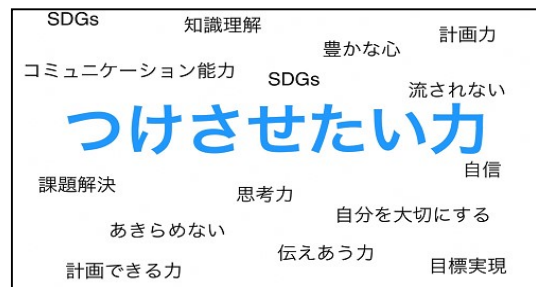 SDGs
知識理解
豊かな心
計画力
コミュニケーション能力
SDGs
流されない
つけさせたい力
自信
課題解決
思考力
自分を大切にする
あきらめない
伝えあう力
目標実現
計画できる力